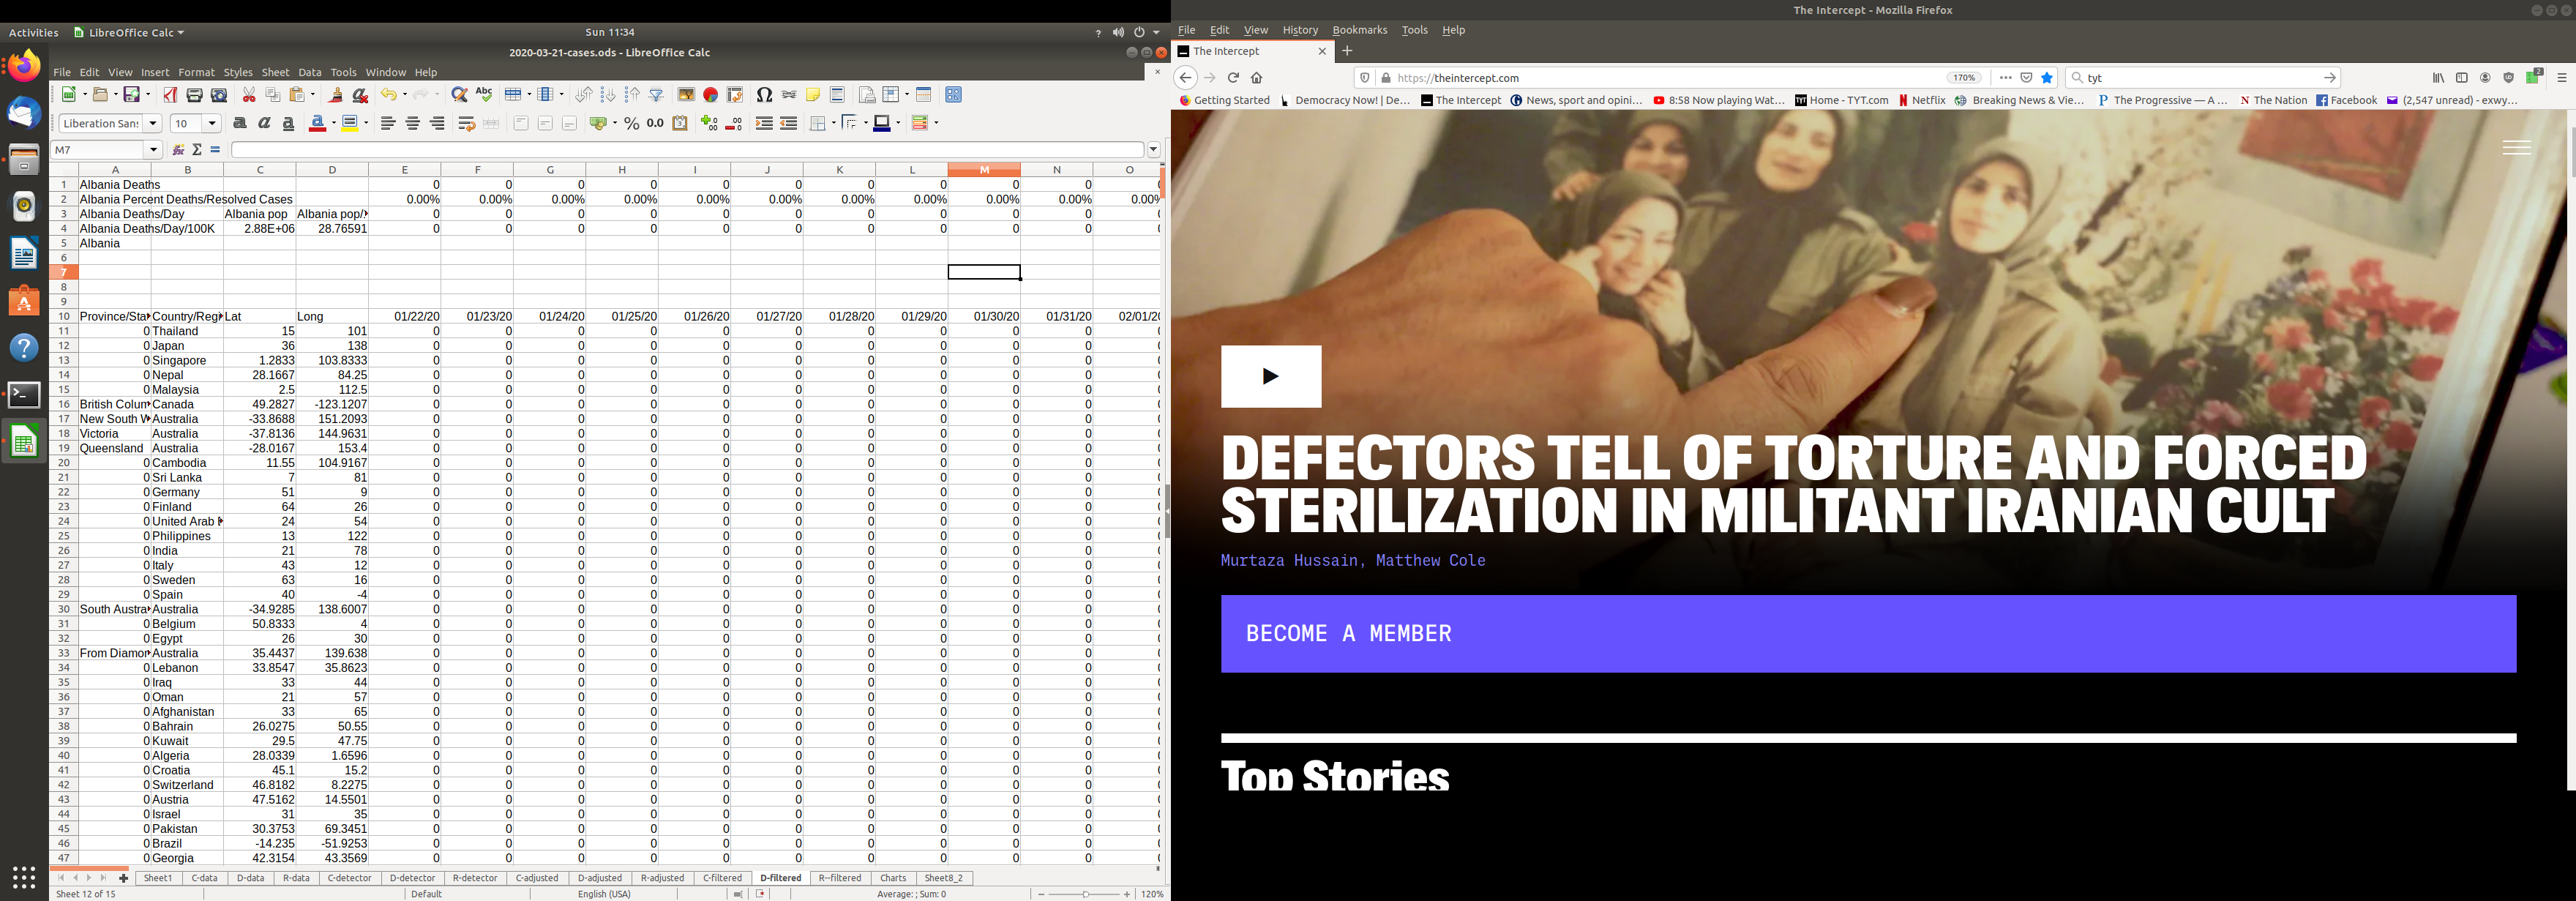 Activities LibreOffice Calc Sun 11:34
2020-03-21-cases.ods - LibreOffice Calc
File Edit View Insert Format Styles Sheet Data Tools Window Help
Liberation Sans 10
M7
A B C D E F G H I J K L M N O
1 Albania Deaths 0 0 0 0 0 0 0 0 0 0
2 Albania Percent Deaths/Resolved Cases 0.00% 0.00% 0.00% 0.00% 0.00% 0.00% 0.00% 0.00% 0.00% 0.00% 0.00%
3 Albania Deaths/Day Albania pop Albania pop/ 0 0 0 0 0 0 0 0 0 0
4 Albania Deaths/Day/100K 2.88E+06 28.76591 0 0 0 0 0 0 0 0 0 0
5 Albania
6
7
8
9
10 Province/Sta Country/Regi Lat Long 01/22/20 01/23/20 01/24/20 01/25/20 01/26/20 01/27/20 01/28/20 01/29/20 01/30/20 01/31/20 02/01/20
11 0 Thailand 15 101 0 0 0 0 0 0 0 0 0 0
12 0 Japan 36 138 0 0 0 0 0 0 0 0 0 0
13 0 Singapore 1.2833 103.8333 0 0 0 0 0 0 0 0 0 0
14 0 Nepal 28.1667 84.25 0 0 0 0 0 0 0 0 0 0
15 0 Malaysia 2.5 112.5 0 0 0 0 0 0 0 0 0 0
16 British Colum Canada 49.2827 -123.1207 0 0 0 0 0 0 0 0 0 0
17 New South W Australia -33.8688 151.2093 0 0 0 0 0 0 0 0 0 0
18 Victoria Australia -37.8136 144.9631 0 0 0 0 0 0 0 0 0 0
19 Queensland Australia -28.0167 153.4 0 0 0 0 0 0 0 0 0 0
20 0 Cambodia 11.55 104.9167 0 0 0 0 0 0 0 0 0 0
21 0 Sri Lanka 7 81 0 0 0 0 0 0 0 0 0 0
22 0 Germany 51 9 0 0 0 0 0 0 0 0 0 0
23 0 Finland 64 26 0 0 0 0 0 0 0 0 0 0
24 0 United Arab 24 54 0 0 0 0 0 0 0 0 0 0
25 0 Philippines 13 122 0 0 0 0 0 0 0 0 0 0
26 0 India 21 78 0 0 0 0 0 0 0 0 0 0
27 0 Italy 43 12 0 0 0 0 0 0 0 0 0 0
28 0 Sweden 63 16 0 0 0 0 0 0 0 0 0 0
29 0 Spain 40 -4 0 0 0 0 0 0 0 0 0 0
30 South Austra Australia -34.9285 138.6007 0 0 0 0 0 0 0 0 0 0
31 0 Belgium 50.8333 4 0 0 0 0 0 0 0 0 0 0
32 0 Egypt 26 30 0 0 0 0 0 0 0 0 0 0
33 From Diamon Australia 35.4437 139.638 0 0 0 0 0 0 0 0 0 0
34 0 Lebanon 33.8547 35.8623 0 0 0 0 0 0 0 0 0 0
35 0 Iraq 33 44 0 0 0 0 0 0 0 0 0 0
36 0 Oman 21 57 0 0 0 0 0 0 0 0 0 0
37 0 Afghanistan 33 65 0 0 0 0 0 0 0 0 0 0
38 0 Bahrain 26.0275 50.55 0 0 0 0 0 0 0 0 0 0
39 0 Kuwait 29.5 47.75 0 0 0 0 0 0 0 0 0 0
40 0 Algeria 28.0339 1.6596 0 0 0 0 0 0 0 0 0 0
41 0 Croatia 45.1 15.2 0 0 0 0 0 0 0 0 0 0
42 0 Switzerland 46.8182 8.2275 0 0 0 0 0 0 0 0 0 0
43 0 Austria 47.5162 14.5501 0 0 0 0 0 0 0 0 0 0
44 0 Israel 31 35 0 0 0 0 0 0 0 0 0 0
45 0 Pakistan 30.3753 69.3451 0 0 0 0 0 0 0 0 0 0
46 0 Brazil -14.235 -51.9253 0 0 0 0 0 0 0 0 0 0
47 0 Georgia 42.3154 43.3569 0 0 0 0 0 0 0 0 0 0
Sheet1 C-data D-data R-data C-detector D-detector R-detector C-adjusted D-adjusted R-adjusted C-filtered D-filtered R--filtered Charts Sheet8_2
Sheet 12 of 15 Default English (USA) Average: ; Sum: 0 120%
The Intercept - Mozilla Firefox
File Edit View History Bookmarks Tools Help
The Intercept
https://theintercept.com 170% tyt
Getting Started Democracy Now! | De... The Intercept News, sport and opini... 8:58 Now playing Wat... TYT Home - TYT.com Netflix Breaking News & Vie... The Progressive — A ... The Nation Facebook (2,547 unread) - exwy...
DEFECTORS TELL OF TORTURE AND FORCED
STERILIZATION IN MILITANT IRANIAN CULT
Murtaza Hussain, Matthew Cole
BECOME A MEMBER
Top Stories